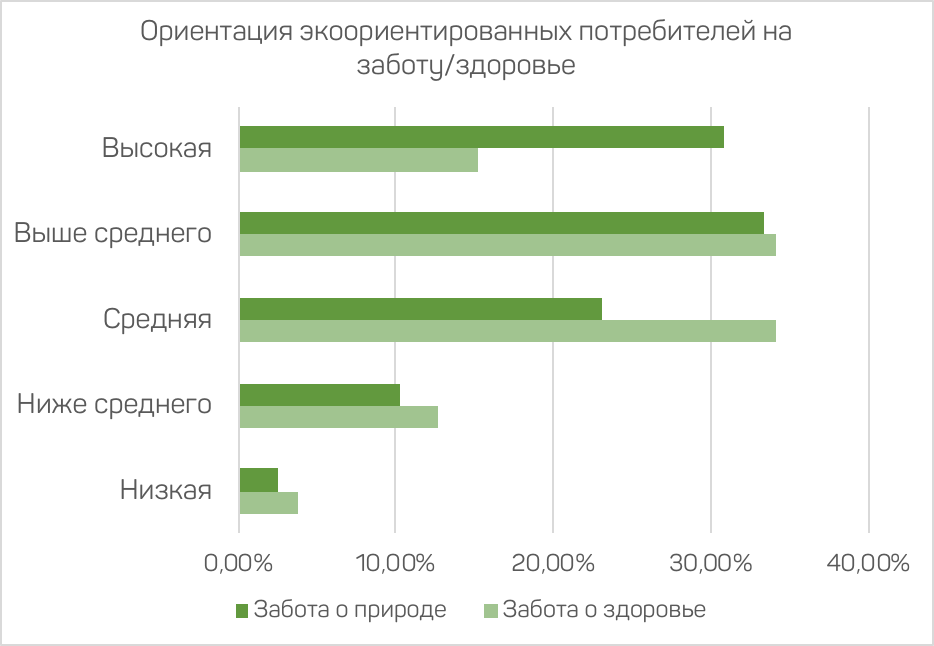 Ориентация экоориентированных потребителей на
заботу/здоровье
Высокая
Выше среднего
Средняя
Ниже среднего
Низкая
0,00% 10,00% 20,00% 30,00% 40,00%
Забота о природе Забота о здоровье